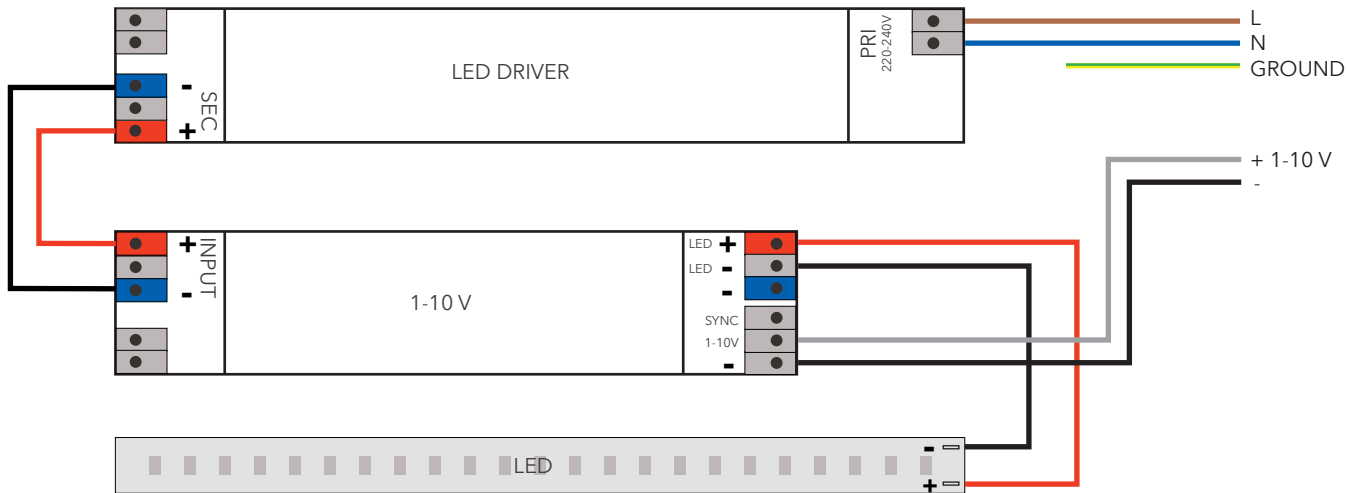 LED DRIVER
- SEC
+
PRI
220-240V
L
N
GROUND
+ 1-10 V
-
+ INPUT
-
1-10 V
LED +
LED -
-
SYNC
1-10V
-
LED
-
+